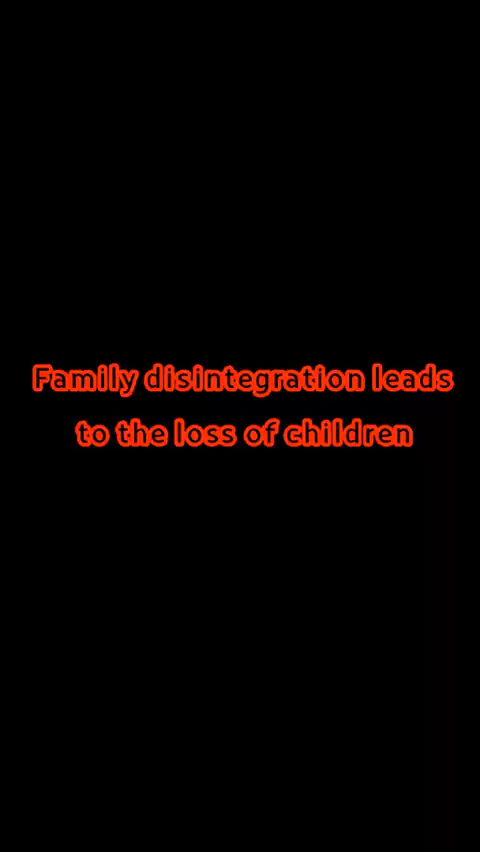 Family disintegration leads
to the loss of children